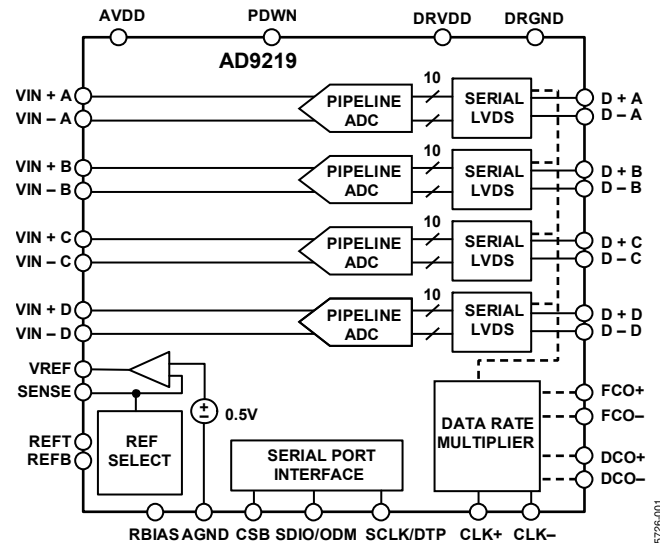 AVDD PDWN DRVDD DRGND
AD9219
VIN + A
VIN – A
PIPELINE
ADC
10
SERIAL
LVDS
D + A
D – A
VIN + B
VIN – B
PIPELINE
ADC
10
SERIAL
LVDS
D + B
D – B
VIN + C
VIN – C
PIPELINE
ADC
10
SERIAL
LVDS
D + C
D – C
VIN + D
VIN – D
PIPELINE
ADC
10
SERIAL
LVDS
D + D
D – D
VREF
SENSE
+
–
0.5V
REFT
REFB
REF
SELECT
SERIAL PORT
INTERFACE
DATA RATE
MULTIPLIER
FCO+
FCO–
DCO+
DCO–
RBIAS AGND CSB SDIO/ODM SCLK/DTP CLK+ CLK–
5726-001